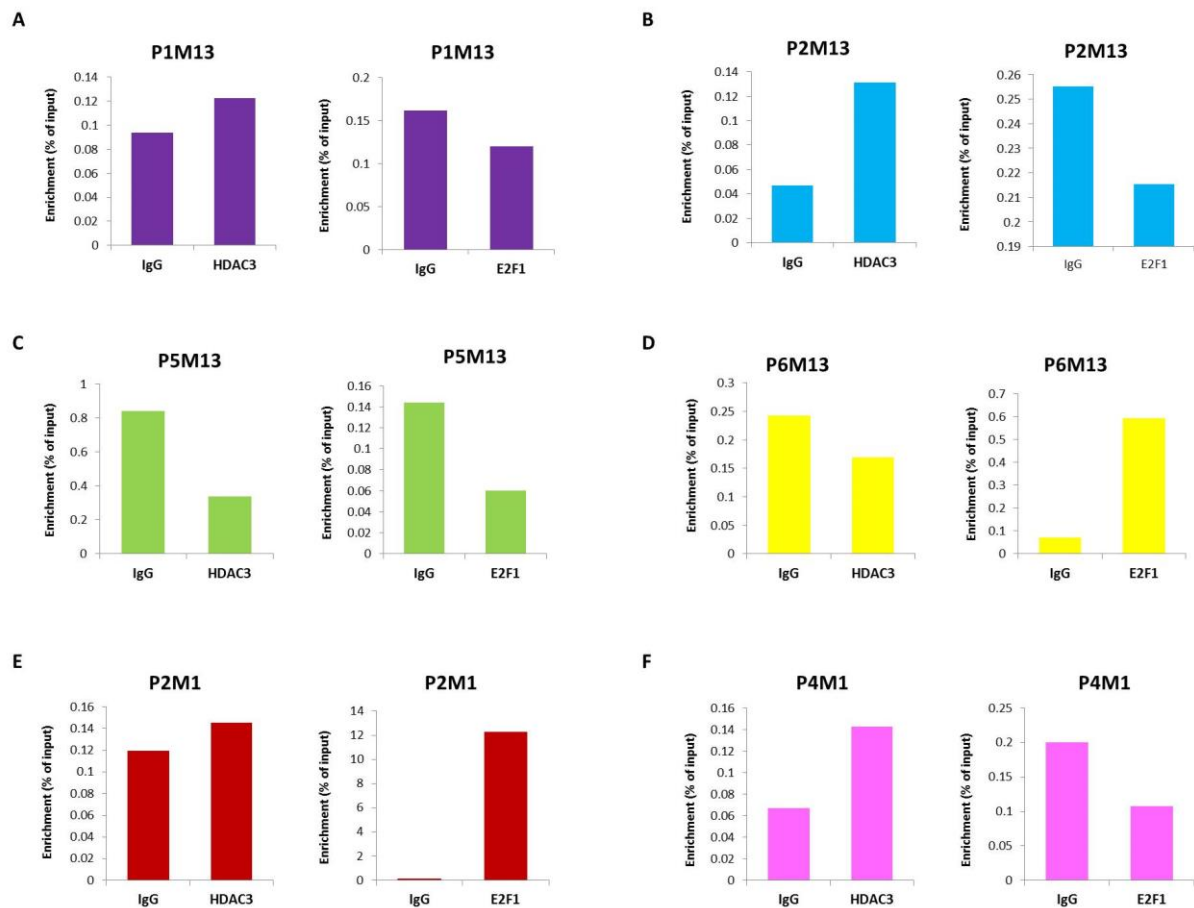 A
P1M13
Enrichment (% of input)
0.14
0.12
0.1
0.08
0.06
0.04
0.02
0
IgG
HDAC3
P1M13
Enrichment (% of input)
0.2
0.15
0.1
0.05
0
IgG
E2F1
B
P2M13
Enrichment (% of input)
0.14
0.12
0.1
0.08
0.06
0.04
0.02
0
IgG
HDAC3
P2M13
Enrichment (% of input)
0.26
0.25
0.24
0.23
0.22
0.21
0.2
0.19
IgG
E2F1
C
P5M13
Enrichment (% of input)
1
0.8
0.6
0.4
0.2
0
IgG
HDAC3
P5M13
Enrichment (% of input)
0.16
0.14
0.12
0.1
0.08
0.06
0.04
0.02
0
IgG
E2F1
D
P6M13
Enrichment (% of input)
0.3
0.25
0.2
0.15
0.1
0.05
0
IgG
HDAC3
P6M13
Enrichment (% of input)
0.7
0.6
0.5
0.4
0.3
0.2
0.1
0
IgG
E2F1
E
P2M1
Enrichment (% of input)
0.16
0.14
0.12
0.1
0.08
0.06
0.04
0.02
0
IgG
HDAC3
P2M1
Enrichment (% of input)
14
12
10
8
6
4
2
0
IgG
E2F1
F
P4M1
Enrichment (% of input)
0.16
0.14
0.12
0.1
0.08
0.06
0.04
0.02
0
IgG
HDAC3
P4M1
Enrichment (% of input)
0.25
0.2
0.15
0.1
0.05
0
IgG
E2F1